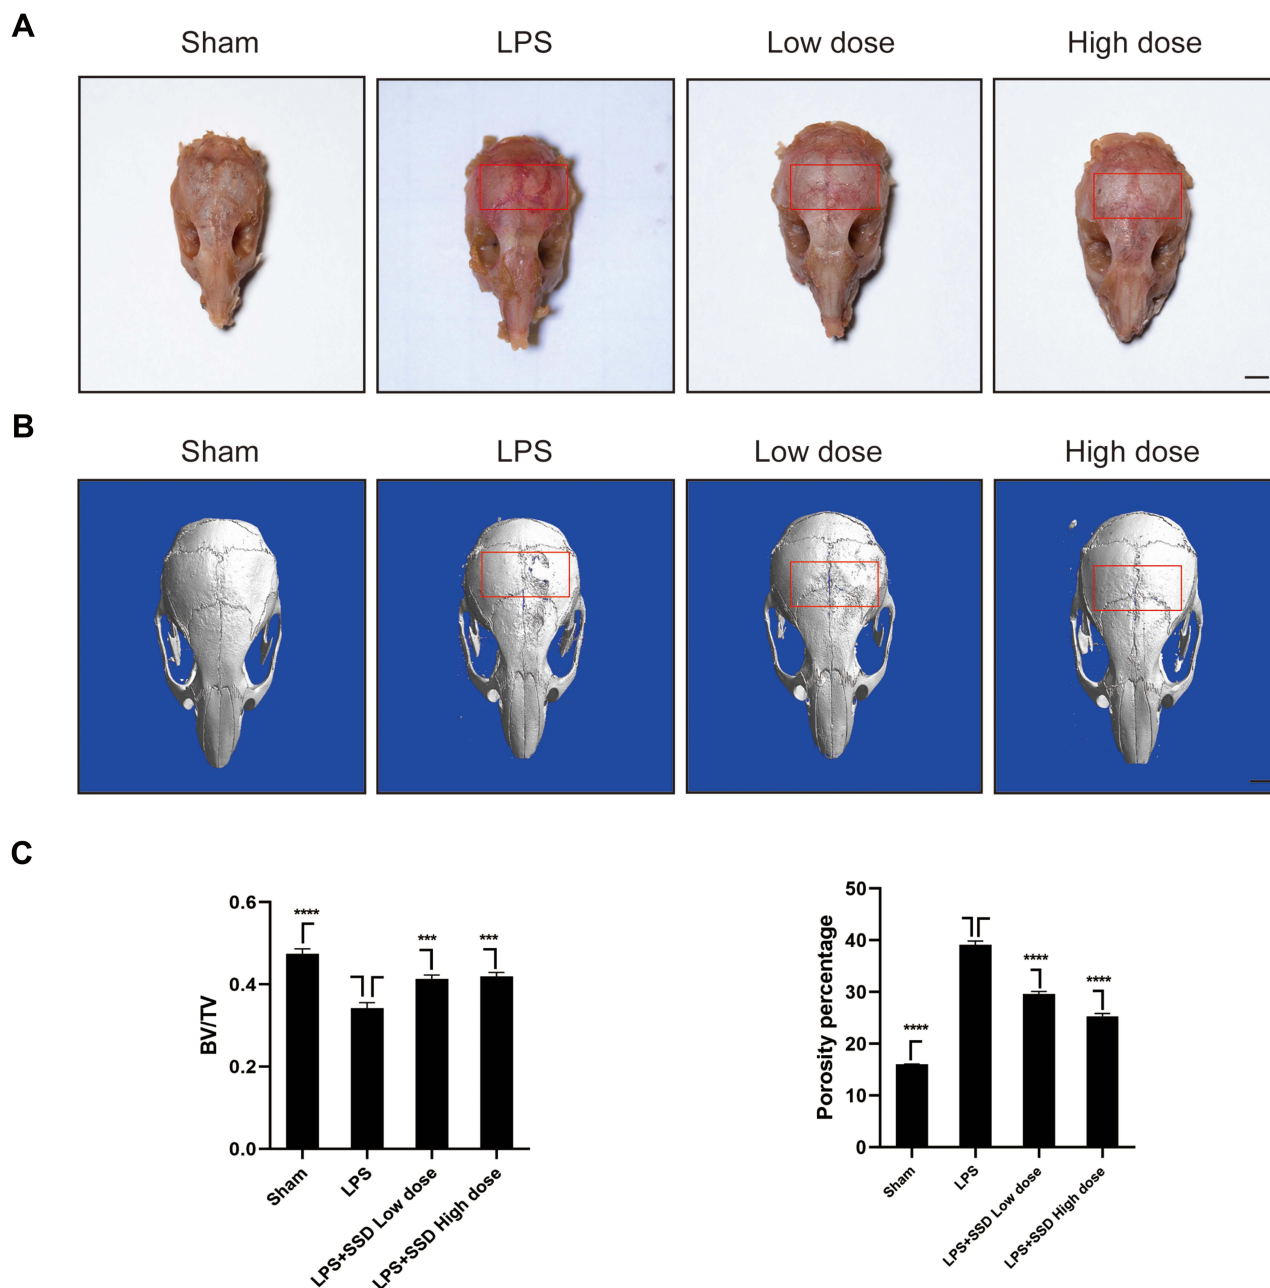 A
Sham LPS Low dose High dose
B
Sham LPS Low dose High dose
C
BV/TV
0.6
0.4
0.2
0.0
**** *** ***
Sham
LPS
LPS+SSD Low dose
LPS+SSD High dose
Porosity percentage
50
40
30
20
10
0
**** **** ****
Sham
LPS
LPS+SSD Low dose
LPS+SSD High dose